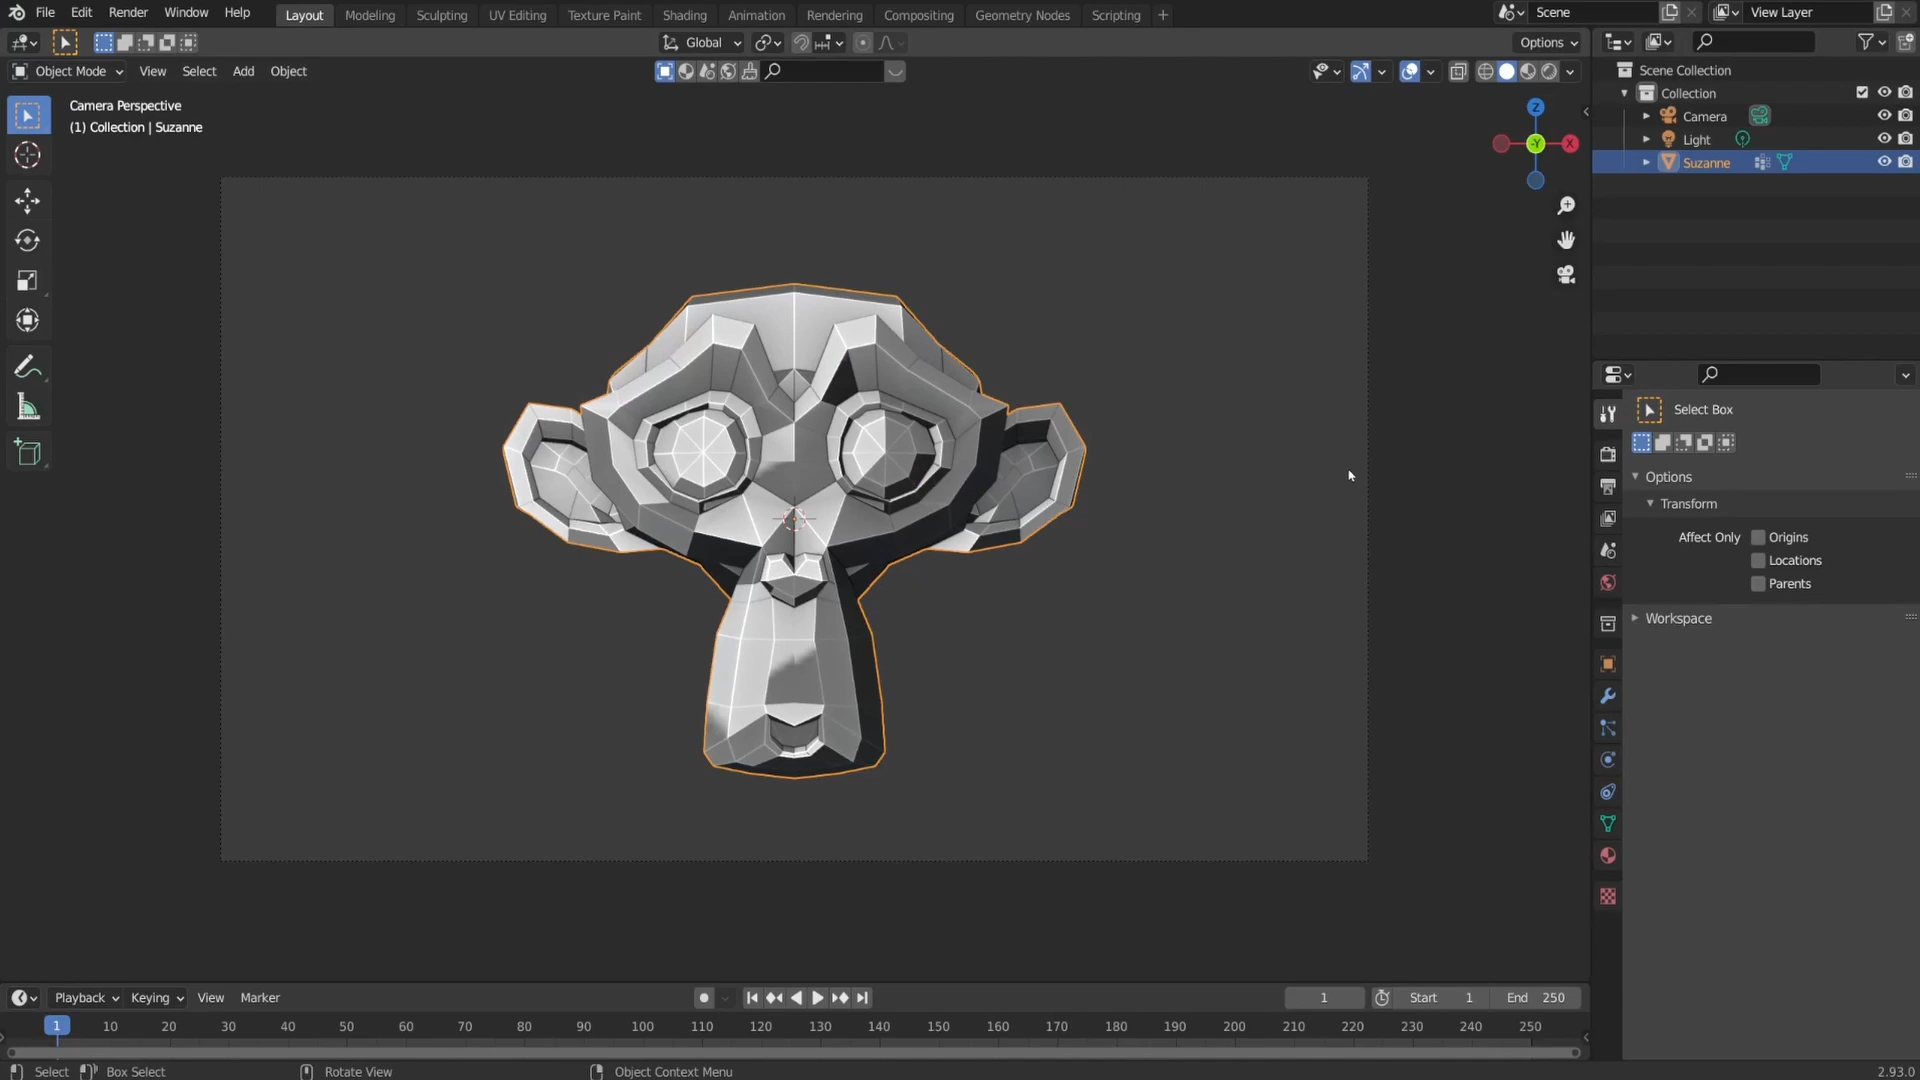 File Edit Render Window Help Layout Modeling Sculpting UV Editing Texture Paint Shading Animation Rendering Compositing Geometry Nodes Scripting + Scene View Layer
Global Options
Object Mode View Select Add Object
Camera Perspective
(1) Collection | Suzanne
Z
-Y X
Scene Collection
Collection
Camera
Light
Suzanne
Select Box
Options
Transform
Affect Only Origins
Locations
Parents
Workspace
Playback Keying View Marker 1 Start 1 End 250
1 10 20 30 40 50 60 70 80 90 100 110 120 130 140 150 160 170 180 190 200 210 220 230 240 250
Select Box Select Rotate View Object Context Menu 2.93.0